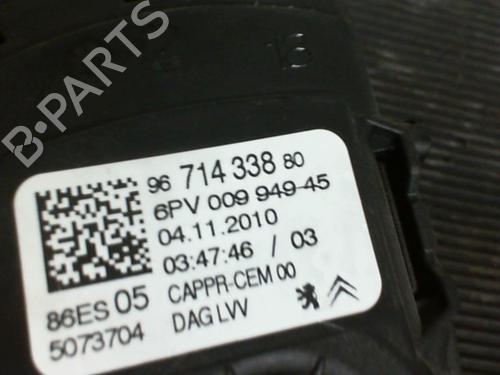 B-PARTS
16
96 714 338 80
6PV 009 949-45
04.11.2010
03:47:46 / 03
86ES 05 CAPPR-CEM 00
5073704 DAG LVV